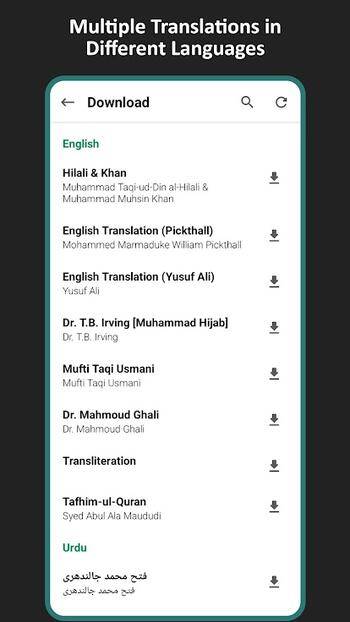 Multiple Translations in
Different Languages
Download
English
Hilali & Khan
Muhammad Taqi-ud-Din al-Hilali &
Muhammad Muhsin Khan
English Translation (Pickthall)
Mohammed Marmaduke William Pickthall
English Translation (Yusuf Ali)
Yusuf Ali
Dr. T.B. Irving [Muhammad Hijab]
Dr. T.B. Irving
Mufti Taqi Usmani
Mufti Taqi Usmani
Dr. Mahmoud Ghali
Dr. Mahmoud Ghali
Transliteration
Tafhim-ul-Quran
Syed Abul Ala Maududi
Urdu
فتح محمد جالندھری
فتح محمد جالندھری